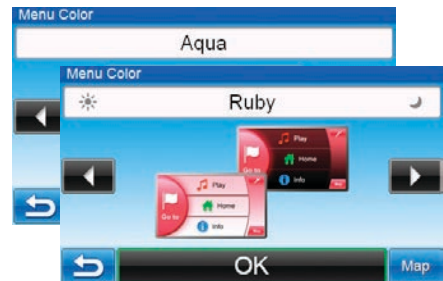 Menu Color
Aqua
Menu Color
Ruby
Play
Home
Go to
Info
Play
Home
Go to
Info
OK
Map